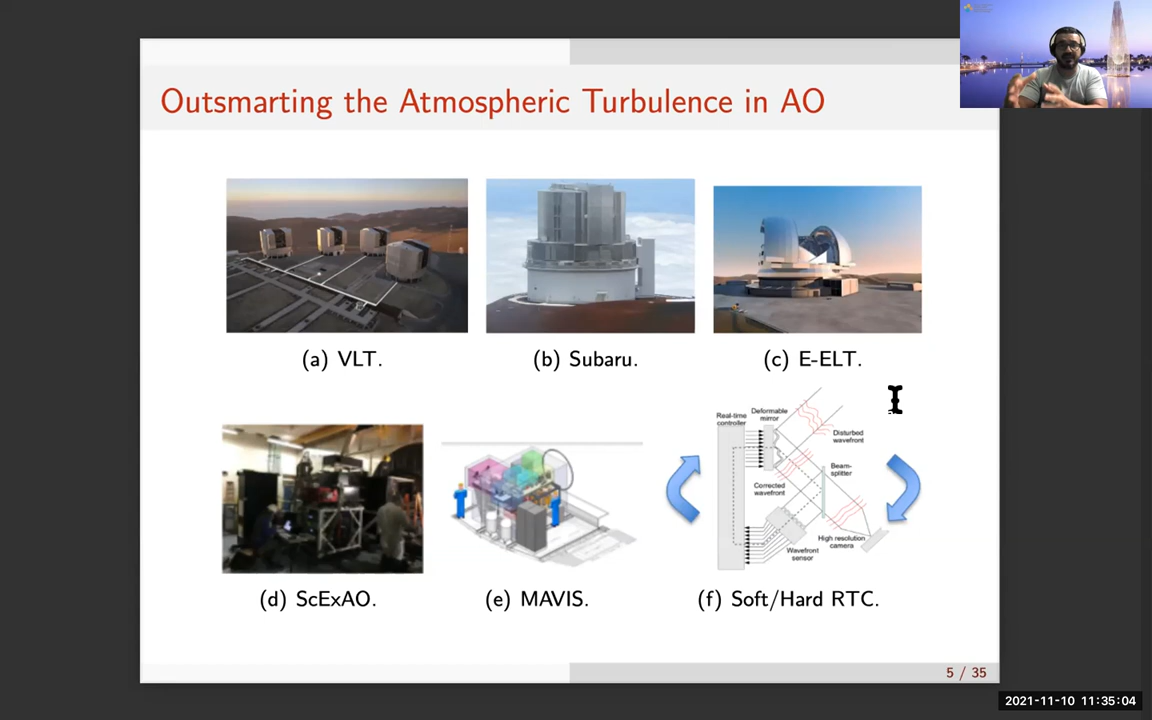 Outsmarting the Atmospheric Turbulence in AO
(a) VLT.
(b) Subaru.
(c) E-ELT.
Real-time
controller
Deformable
mirror
Disturbed
wavefront
Beam-
splitter
Corrected
wavefront
High resolution
camera
Wavefront
sensor
(d) ScExAO.
(e) MAVIS.
(f) Soft/Hard RTC.
5 / 35
2021-11-10 11:35:04